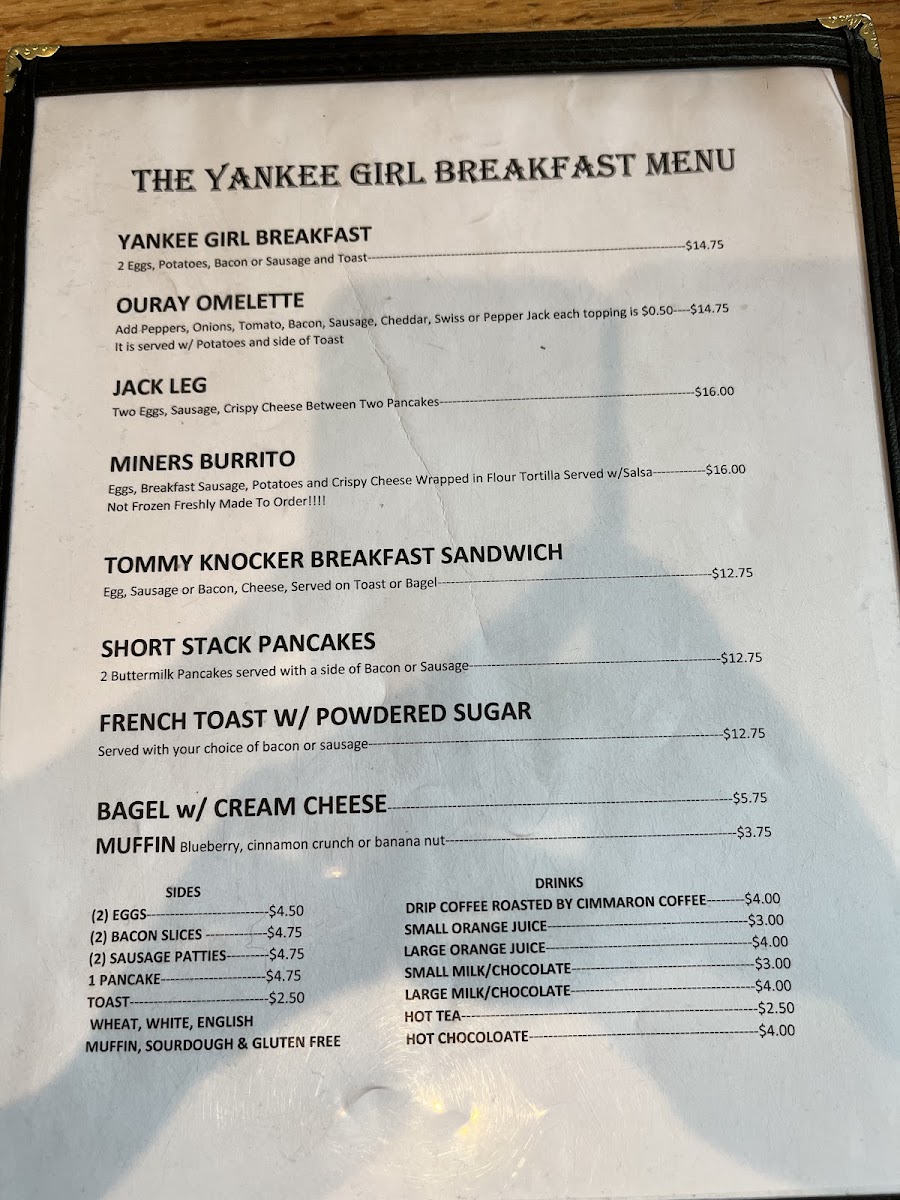 THE YANKEE GIRL BREAKFAST MENU
YANKEE GIRL BREAKFAST
2 Eggs, Potatoes, Bacon or Sausage and Toast-----$14.75
OURAY OMELETTE
Add Peppers, Onions, Tomato, Bacon, Sausage, Cheddar, Swiss or Pepper Jack each topping is $0.50----$14.75
It is served w/ Potatoes and side of Toast
JACK LEG
Two Eggs, Sausage, Crispy Cheese Between Two Pancakes-----$16.00
MINERS BURRITO
Eggs, Breakfast Sausage, Potatoes and Crispy Cheese Wrapped in Flour Tortilla Served w/Salsa-----$16.00
Not Frozen Freshly Made To Order!!!!
TOMMY KNOCKER BREAKFAST SANDWICH
Egg, Sausage or Bacon, Cheese, Served on Toast or Bagel-----$12.75
SHORT STACK PANCAKES
2 Buttermilk Pancakes served with a side of Bacon or Sausage-----$12.75
FRENCH TOAST W/ POWDERED SUGAR
Served with your choice of bacon or sausage-----$12.75
BAGEL w/ CREAM CHEESE-----$5.75
MUFFIN Blueberry, cinnamon crunch or banana nut-----$3.75
SIDES
(2) EGGS-----$4.50
(2) BACON SLICES -----$4.75
(2) SAUSAGE PATTIES-----$4.75
1 PANCAKE-----$4.75
TOAST-----$2.50
WHEAT, WHITE, ENGLISH
MUFFIN, SOURDOUGH & GLUTEN FREE
DRINKS
DRIP COFFEE ROASTED BY CIMMARON COFFEE-----$4.00
SMALL ORANGE JUICE-----$3.00
LARGE ORANGE JUICE-----$4.00
SMALL MILK/CHOCOLATE-----$3.00
LARGE MILK/CHOCOLATE-----$4.00
HOT TEA-----$2.50
HOT CHOCOLOATE-----$4.00